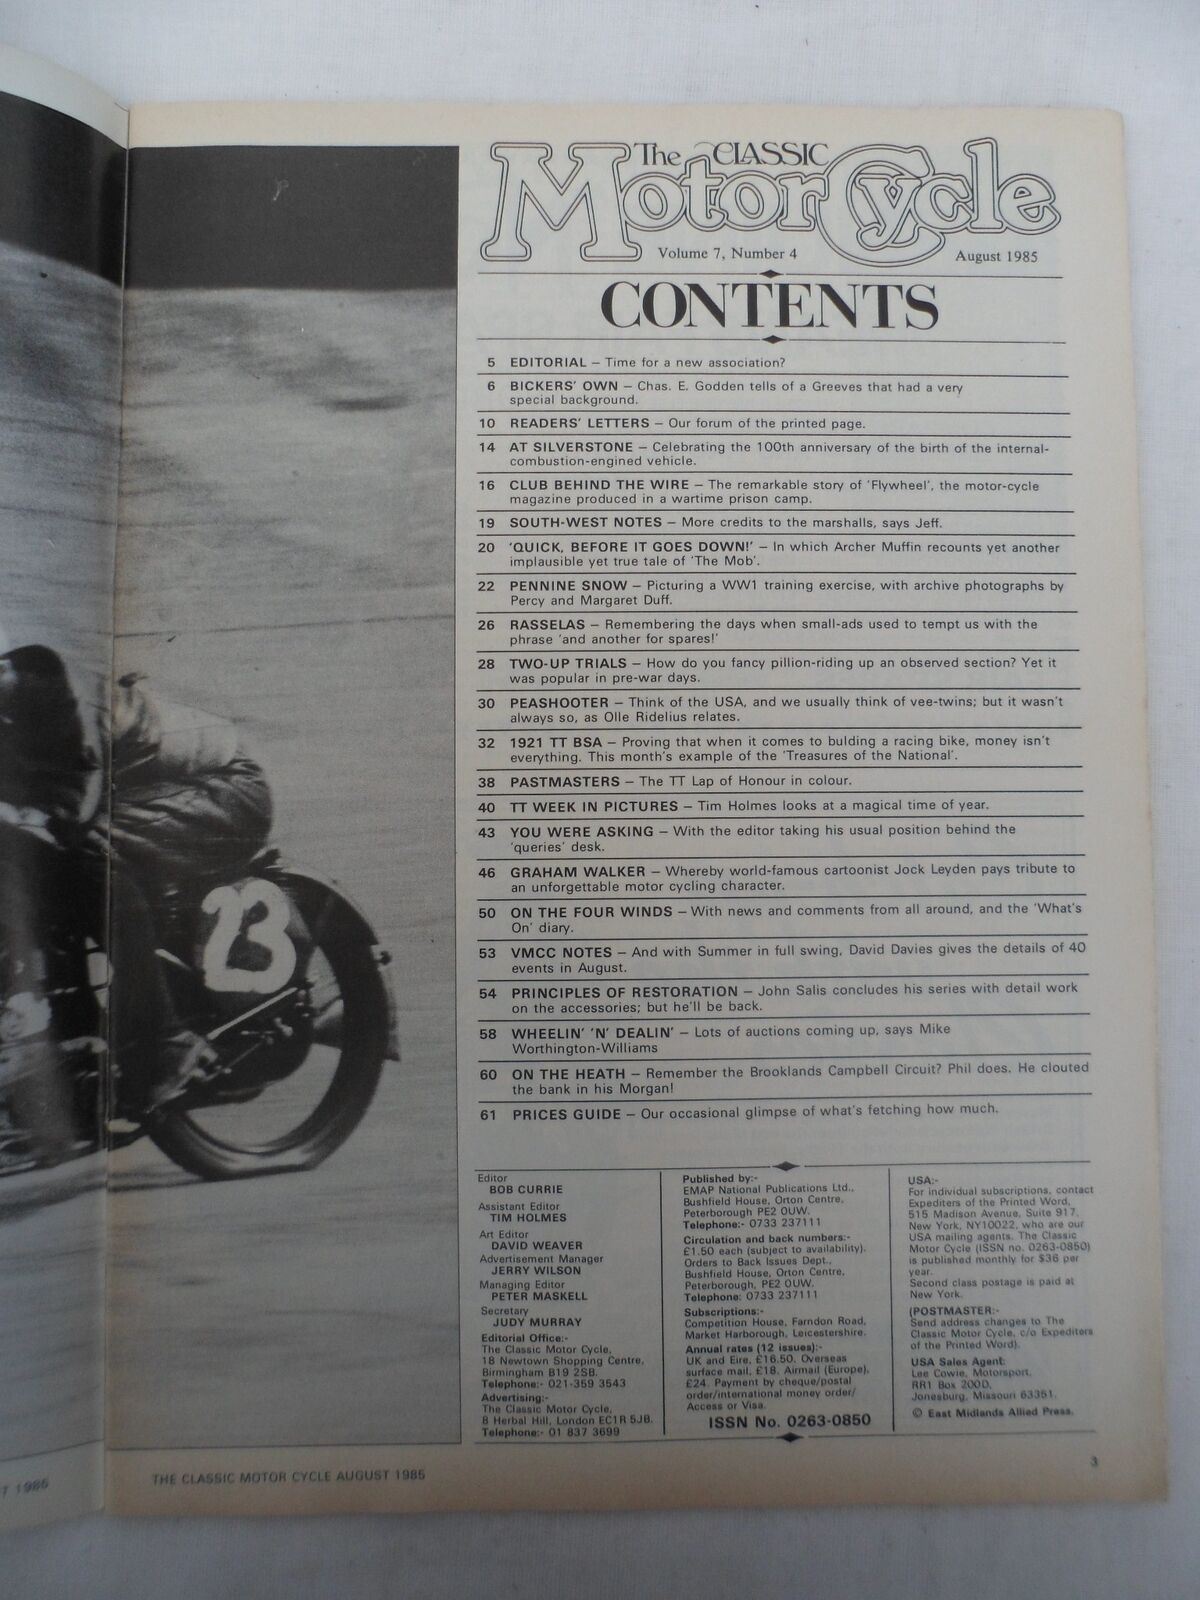 The CLASSIC
Motor Cycle
Volume 7, Number 4
August 1985
CONTENTS
5 EDITORIAL – Time for a new association?
6 BICKERS' OWN – Chas. E. Godden tells of a Greeves that had a very
special background.
10 READERS' LETTERS – Our forum of the printed page.
14 AT SILVERSTONE – Celebrating the 100th anniversary of the birth of the internal-
combustion-engined vehicle.
16 CLUB BEHIND THE WIRE – The remarkable story of 'Flywheel', the motor-cycle
magazine produced in a wartime prison camp.
19 SOUTH-WEST NOTES – More credits to the marshalls, says Jeff.
20 'QUICK, BEFORE IT GOES DOWN!' – In which Archer Muffin recounts yet another
implausible yet true tale of 'The Mob'.
22 PENNINE SNOW – Picturing a WW1 training exercise, with archive photographs by
Percy and Margaret Duff.
26 RASSELAS – Remembering the days when small-ads used to tempt us with the
phrase 'and another for spares!'
28 TWO-UP TRIALS – How do you fancy pillion-riding up an observed section? Yet it
was popular in pre-war days.
30 PEASHOOTER – Think of the USA, and we usually think of vee-twins; but it wasn't
always so, as Olle Ridelius relates.
32 1921 TT BSA – Proving that when it comes to bulding a racing bike, money isn't
everything. This month's example of the 'Treasures of the National'.
38 PASTMASTERS – The TT Lap of Honour in colour.
40 TT WEEK IN PICTURES – Tim Holmes looks at a magical time of year.
43 YOU WERE ASKING – With the editor taking his usual position behind the
'queries' desk.
46 GRAHAM WALKER – Whereby world-famous cartoonist Jock Leyden pays tribute to
an unforgettable motor cycling character.
50 ON THE FOUR WINDS – With news and comments from all around, and the 'What's
On' diary.
53 VMCC NOTES – And with Summer in full swing, David Davies gives the details of 40
events in August.
54 PRINCIPLES OF RESTORATION – John Salis concludes his series with detail work
on the accessories; but he'll be back.
58 WHEELIN' 'N' DEALIN' – Lots of auctions coming up, says Mike
Worthington-Williams
60 ON THE HEATH – Remember the Brooklands Campbell Circuit? Phil does. He clouted
the bank in his Morgan!
61 PRICES GUIDE – Our occasional glimpse of what's fetching how much.
Editor
BOB CURRIE
Assistant Editor
TIM HOLMES
Art Editor
DAVID WEAVER
Advertisement Manager
JERRY WILSON
Managing Editor
PETER MASKELL
Secretary
JUDY MURRAY
Editorial Office:-
The Classic Motor Cycle,
18 Newtown Shopping Centre,
Birmingham B19 2SB.
Telephone:- 021-359 3543
Advertising:-
The Classic Motor Cycle,
8 Herbal Hill, London EC1R 5JB.
Telephone:- 01 837 3699
Published by:-
EMAP National Publications Ltd.,
Bushfield House, Orton Centre,
Peterborough PE2 0UW.
Telephone:- 0733 237111
Circulation and back numbers:-
£1.50 each (subject to availability).
Orders to Back Issues Dept.,
Bushfield House, Orton Centre,
Peterborough, PE2 0UW.
Telephone: 0733 237111
Subscriptions:-
Competition House, Farndon Road,
Market Harborough, Leicestershire.
Annual rates (12 issues):-
UK and Eire, £16.50. Overseas
surface mail, £18. Airmail (Europe),
£24. Payment by cheque/postal
order/international money order/
Access or Visa.
ISSN No. 0263-0850
USA:-
For individual subscriptions, contact
Expediters of the Printed Word,
515 Madison Avenue, Suite 917,
New York, NY10022, who are our
USA mailing agents. The Classic
Motor Cycle (ISSN no. 0263-0850)
is published monthly for $36 per
year.
Second class postage is paid at
New York.
(POSTMASTER:-
Send address changes to The
Classic Motor Cycle, c/o Expediters
of the Printed Word).
USA Sales Agent:
Lee Cowie, Motorsport,
RR1 Box 200D,
Jonesburg, Missouri 63351.
© East Midlands Allied Press.
23
THE CLASSIC MOTOR CYCLE AUGUST 1985
3
T 1985